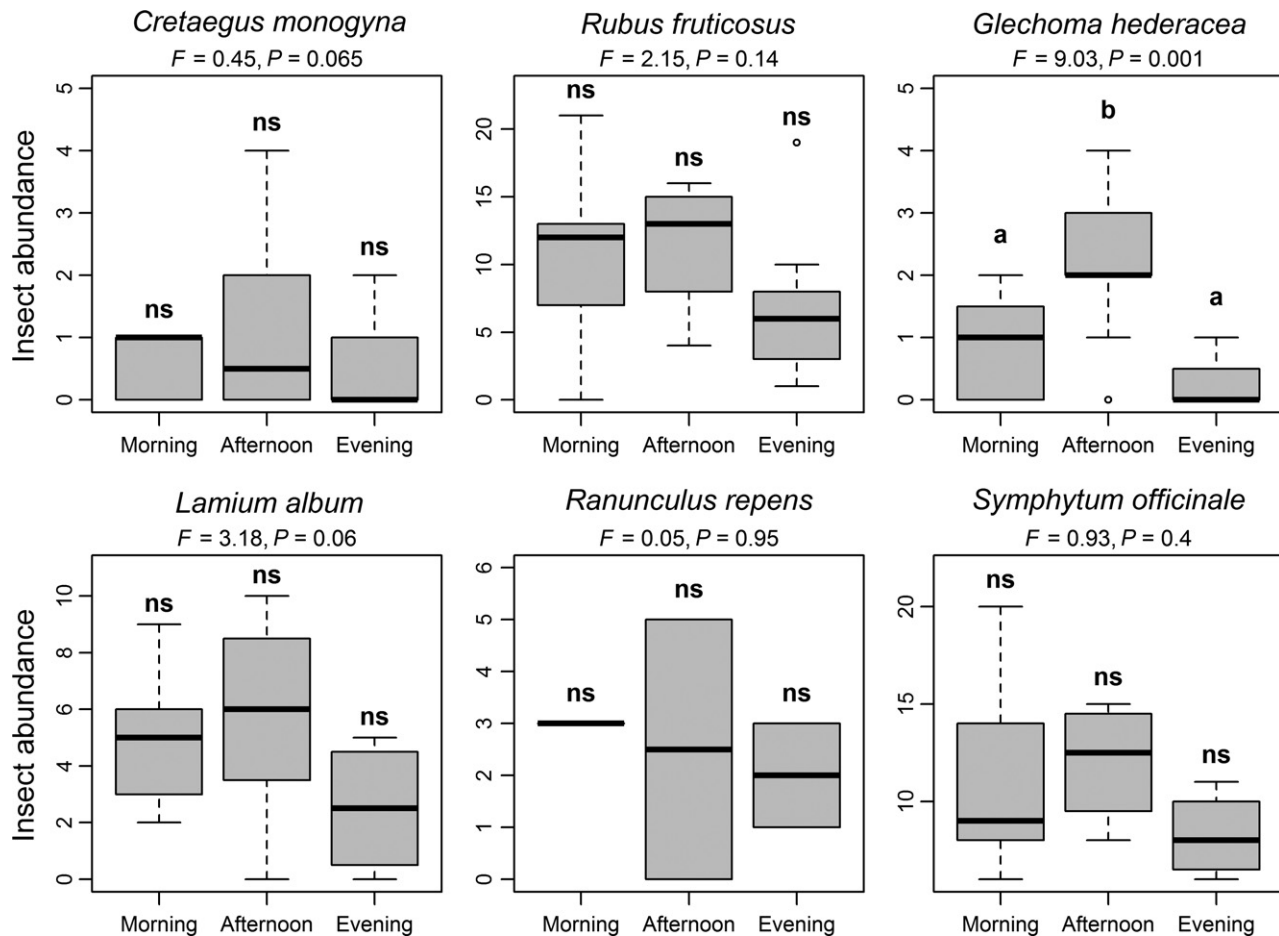 Cretaegus monogyna
F = 0.45, P = 0.065
Insect abundance
5
4
3
2
1
0
ns
ns
ns
Morning Afternoon Evening
Rubus fruticosus
F = 2.15, P = 0.14
20
15
10
5
0
ns
ns
ns
Morning Afternoon Evening
Glechoma hederacea
F = 9.03, P = 0.001
5
4
3
2
1
0
a
b
a
Morning Afternoon Evening
Lamium album
F = 3.18, P = 0.06
Insect abundance
10
8
6
4
2
0
ns
ns
ns
Morning Afternoon Evening
Ranunculus repens
F = 0.05, P = 0.95
6
5
4
3
2
1
0
ns
ns
ns
Morning Afternoon Evening
Symphytum officinale
F = 0.93, P = 0.4
20
15
10
ns
ns
ns
Morning Afternoon Evening